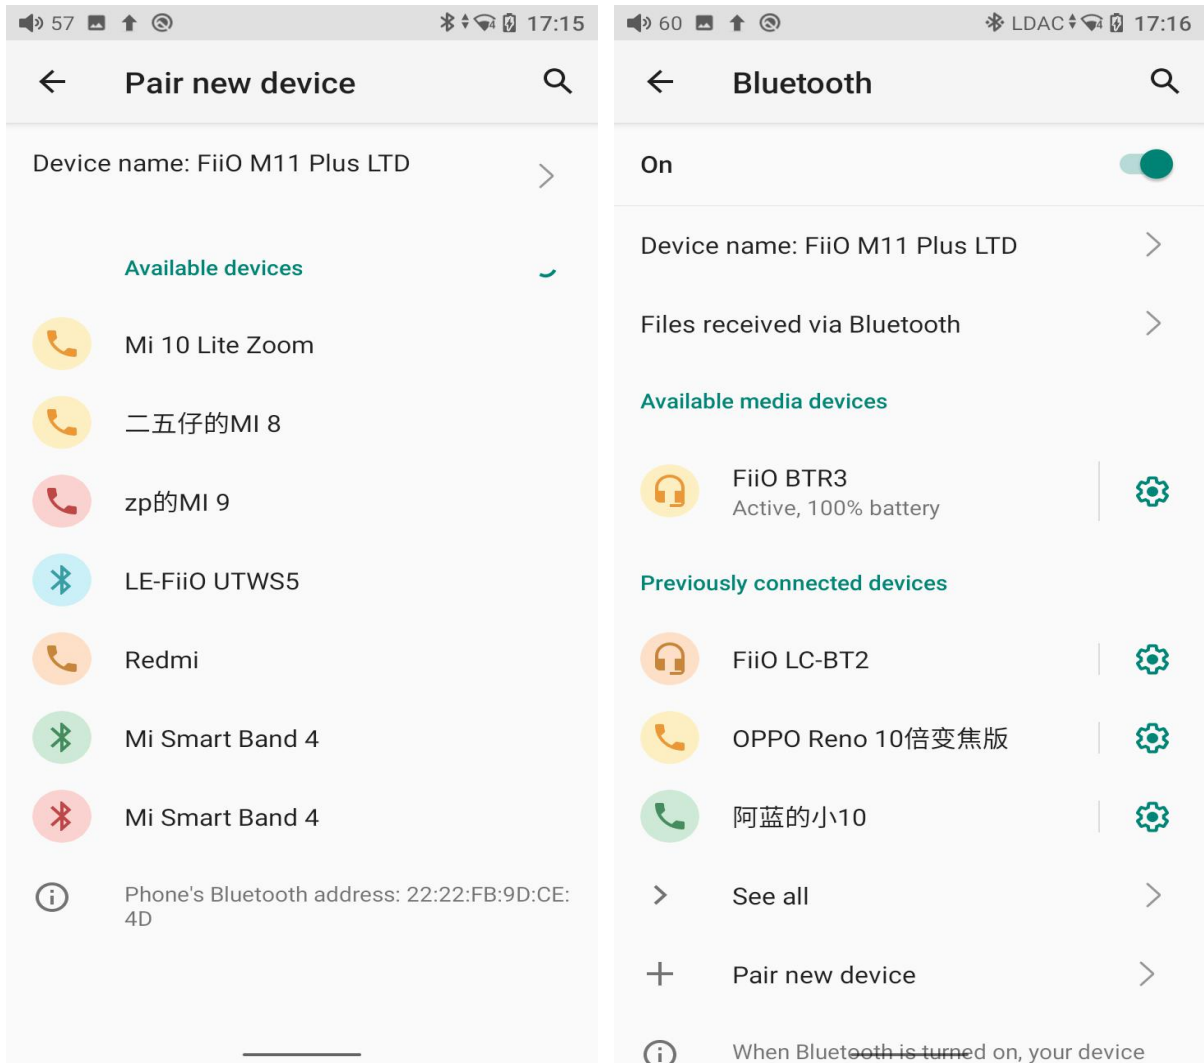 57
17:15
Pair new device
Device name: FiiO M11 Plus LTD
Available devices
Mi 10 Lite Zoom
二五仔的MI 8
zp的MI 9
LE-FiiO UTWS5
Redmi
Mi Smart Band 4
Mi Smart Band 4
Phone's Bluetooth address: 22:22:FB:9D:CE:
4D
60
LDAC
17:16
Bluetooth
On
Device name: FiiO M11 Plus LTD
Files received via Bluetooth
Available media devices
FiiO BTR3
Active, 100% battery
Previously connected devices
FiiO LC-BT2
OPPO Reno 10倍变焦版
阿蓝的小10
See all
Pair new device
When Bluetooth is turned on, your device